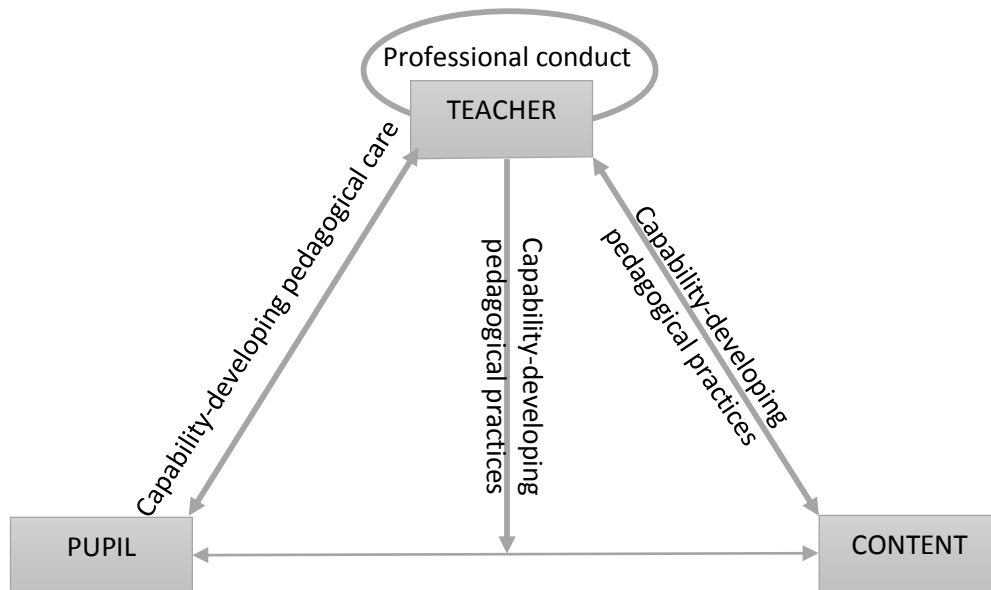 Professional conduct
TEACHER
Capability-developing pedagogical care
Capability-developing
pedagogical practices
Capability-developing
pedagogical practices
PUPIL
CONTENT